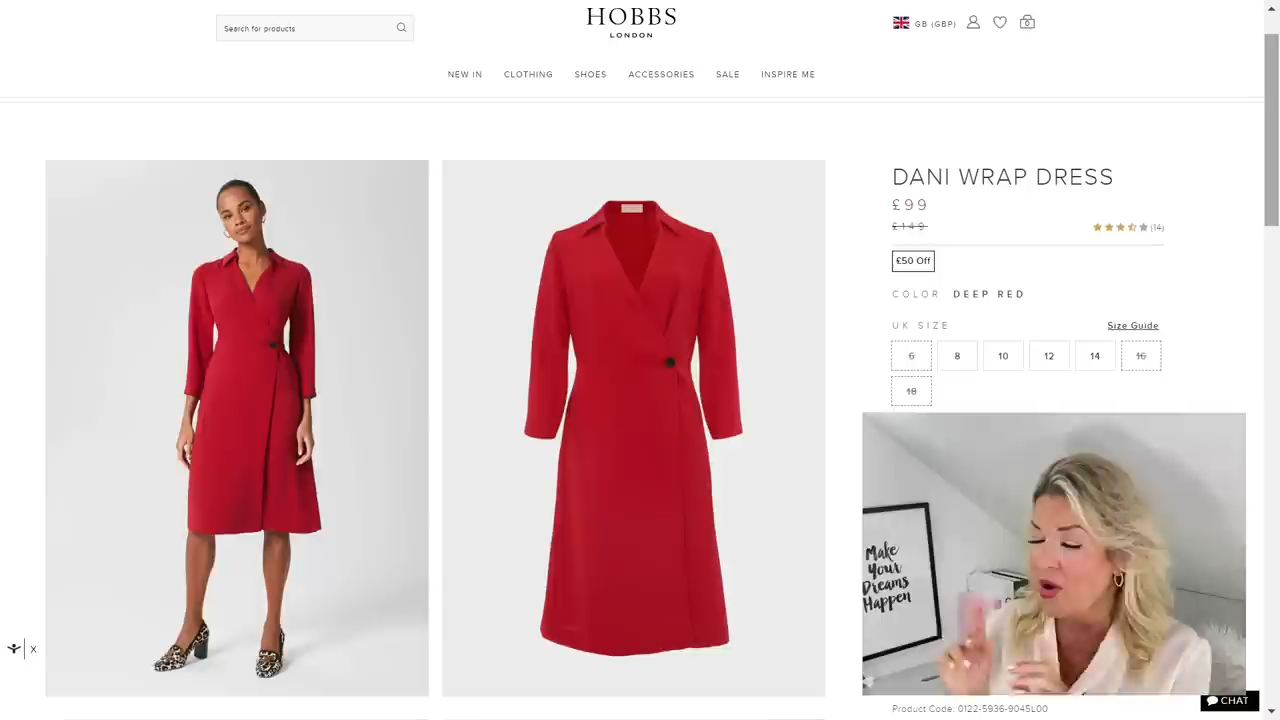 Search for products
HOBBS
LONDON
GB (GBP)
0
NEW IN CLOTHING SHOES ACCESSORIES SALE INSPIRE ME
DANI WRAP DRESS
£99
£149
(14)
£50 Off
COLOR DEEP RED
UK SIZE Size Guide
6 8 10 12 14 16
18
Make
Your
Dreams
Happen
X
CHAT
Product Code: 0122-5936-9045L00